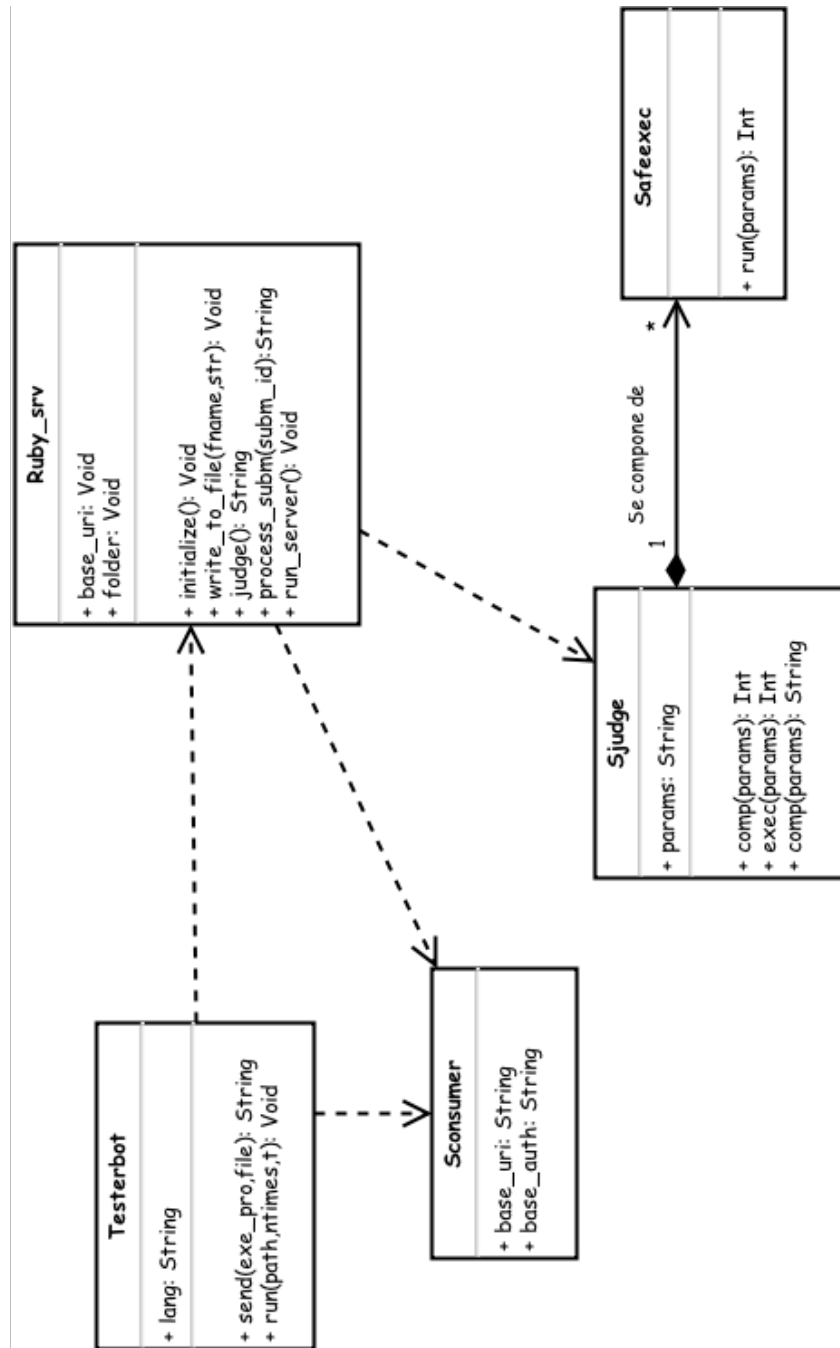 Testerbot
+ lang: String
+ send(exe_pro,file): String
+ run(path,ntimes,t): Void
Ruby_srv
+ base_uri: Void
+ folder: Void
+ initialize(): Void
+ write_to_file(fname,str): Void
+ judge(): String
+ process_subm(subm_id):String
+ run_server(): Void
Sconsumer
+ base_uri: String
+ base_auth: String
Sjudge
+ params: String
+ comp(params): Int
+ exec(params): Int
+ comp(params): String
1
Se compone de
*
Safeexec
+ run(params): Int